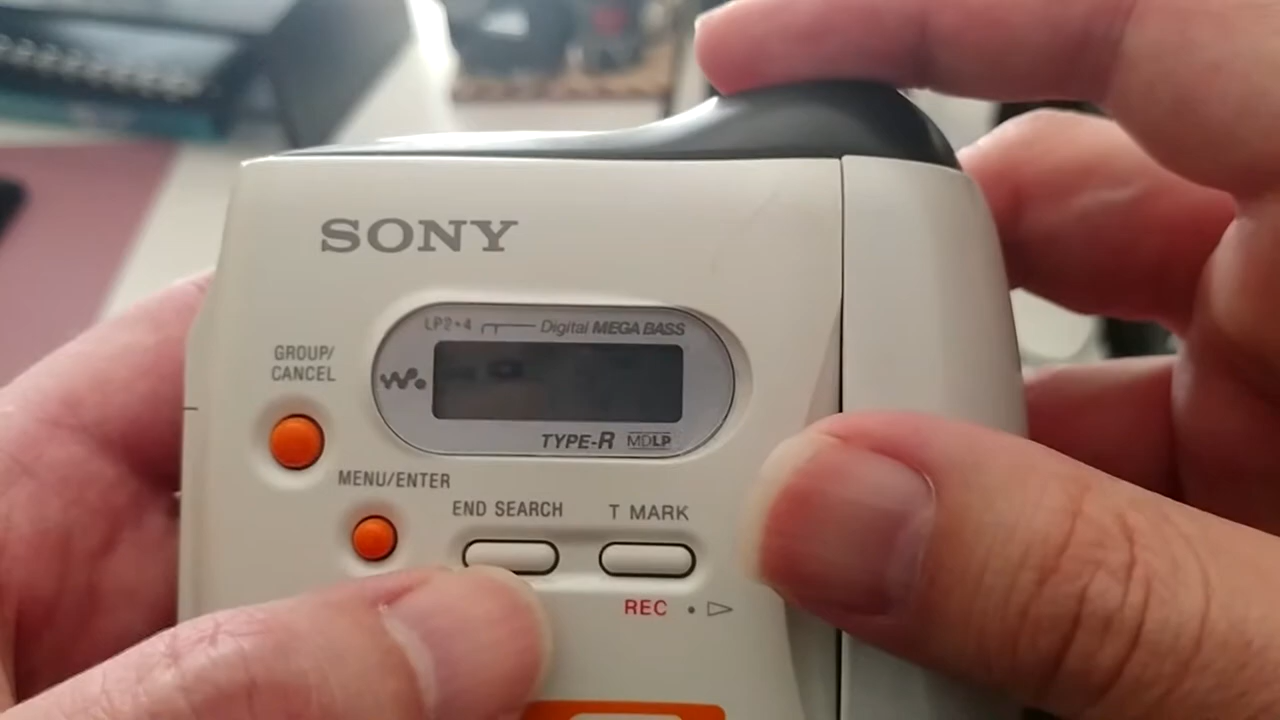 SONY
LP2•4 Digital MEGA BASS
GROUP/
CANCEL
TYPE-R MDLP
MENU/ENTER
END SEARCH T MARK
REC